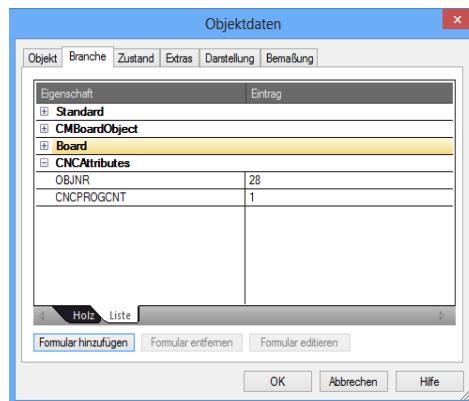 Objektdaten
Objekt Branche Zustand Extras Darstellung Bemaßung
Eigenschaft Eintrag
Standard
CMBoardObject
Board
CNCAttributes
OBJNR 28
CNCPROGCNT 1
Holz Liste
Formular hinzufügen Formular entfernen Formular editieren
OK Abbrechen Hilfe